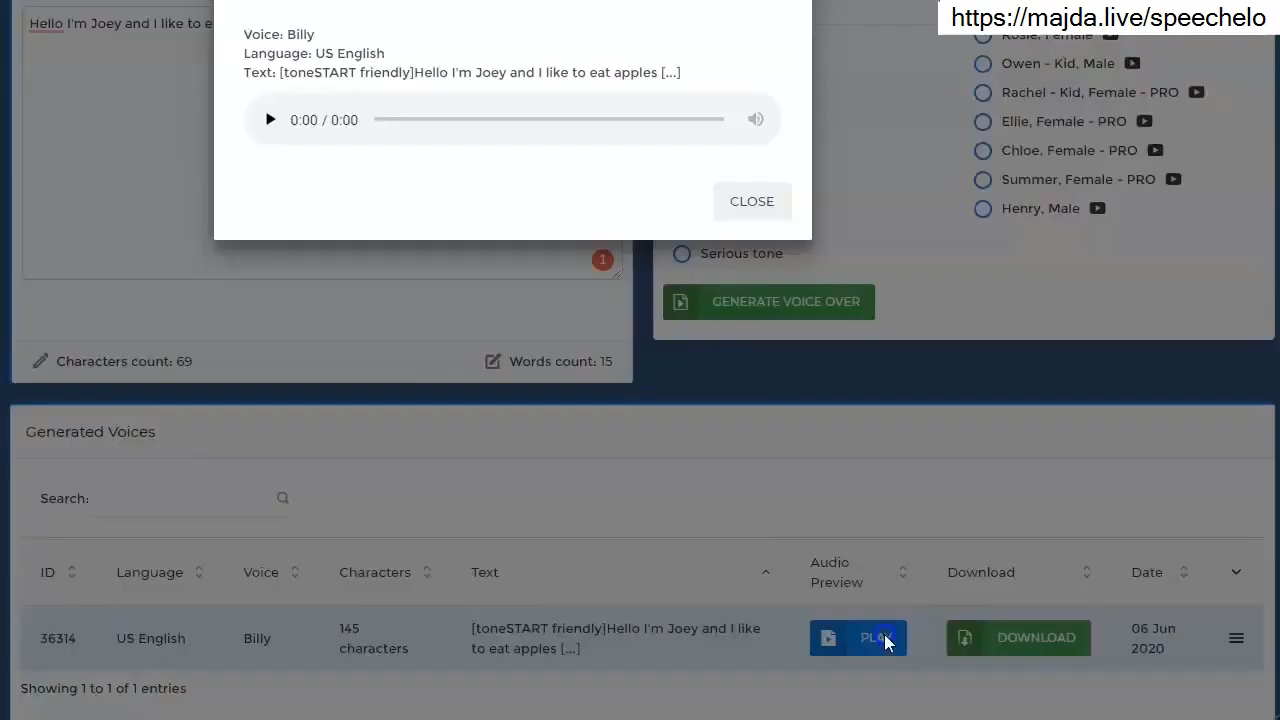 https://majda.live/speechelo
Hello I'm Joey and I like to e
Voice: Billy
Language: US English
Text: [toneSTART friendly]Hello I'm Joey and I like to eat apples [...]
0:00 / 0:00
CLOSE
Rosie, Female
Owen - Kid, Male
Rachel - Kid, Female - PRO
Ellie, Female - PRO
Chloe, Female - PRO
Summer, Female - PRO
Henry, Male
Serious tone
1
GENERATE VOICE OVER
Characters count: 69
Words count: 15
Generated Voices
Search:
ID Language Voice Characters Text Audio Preview Download Date
36314 US English Billy 145 characters [toneSTART friendly]Hello I'm Joey and I like to eat apples [...] PLAY DOWNLOAD 06 Jun 2020
Showing 1 to 1 of 1 entries